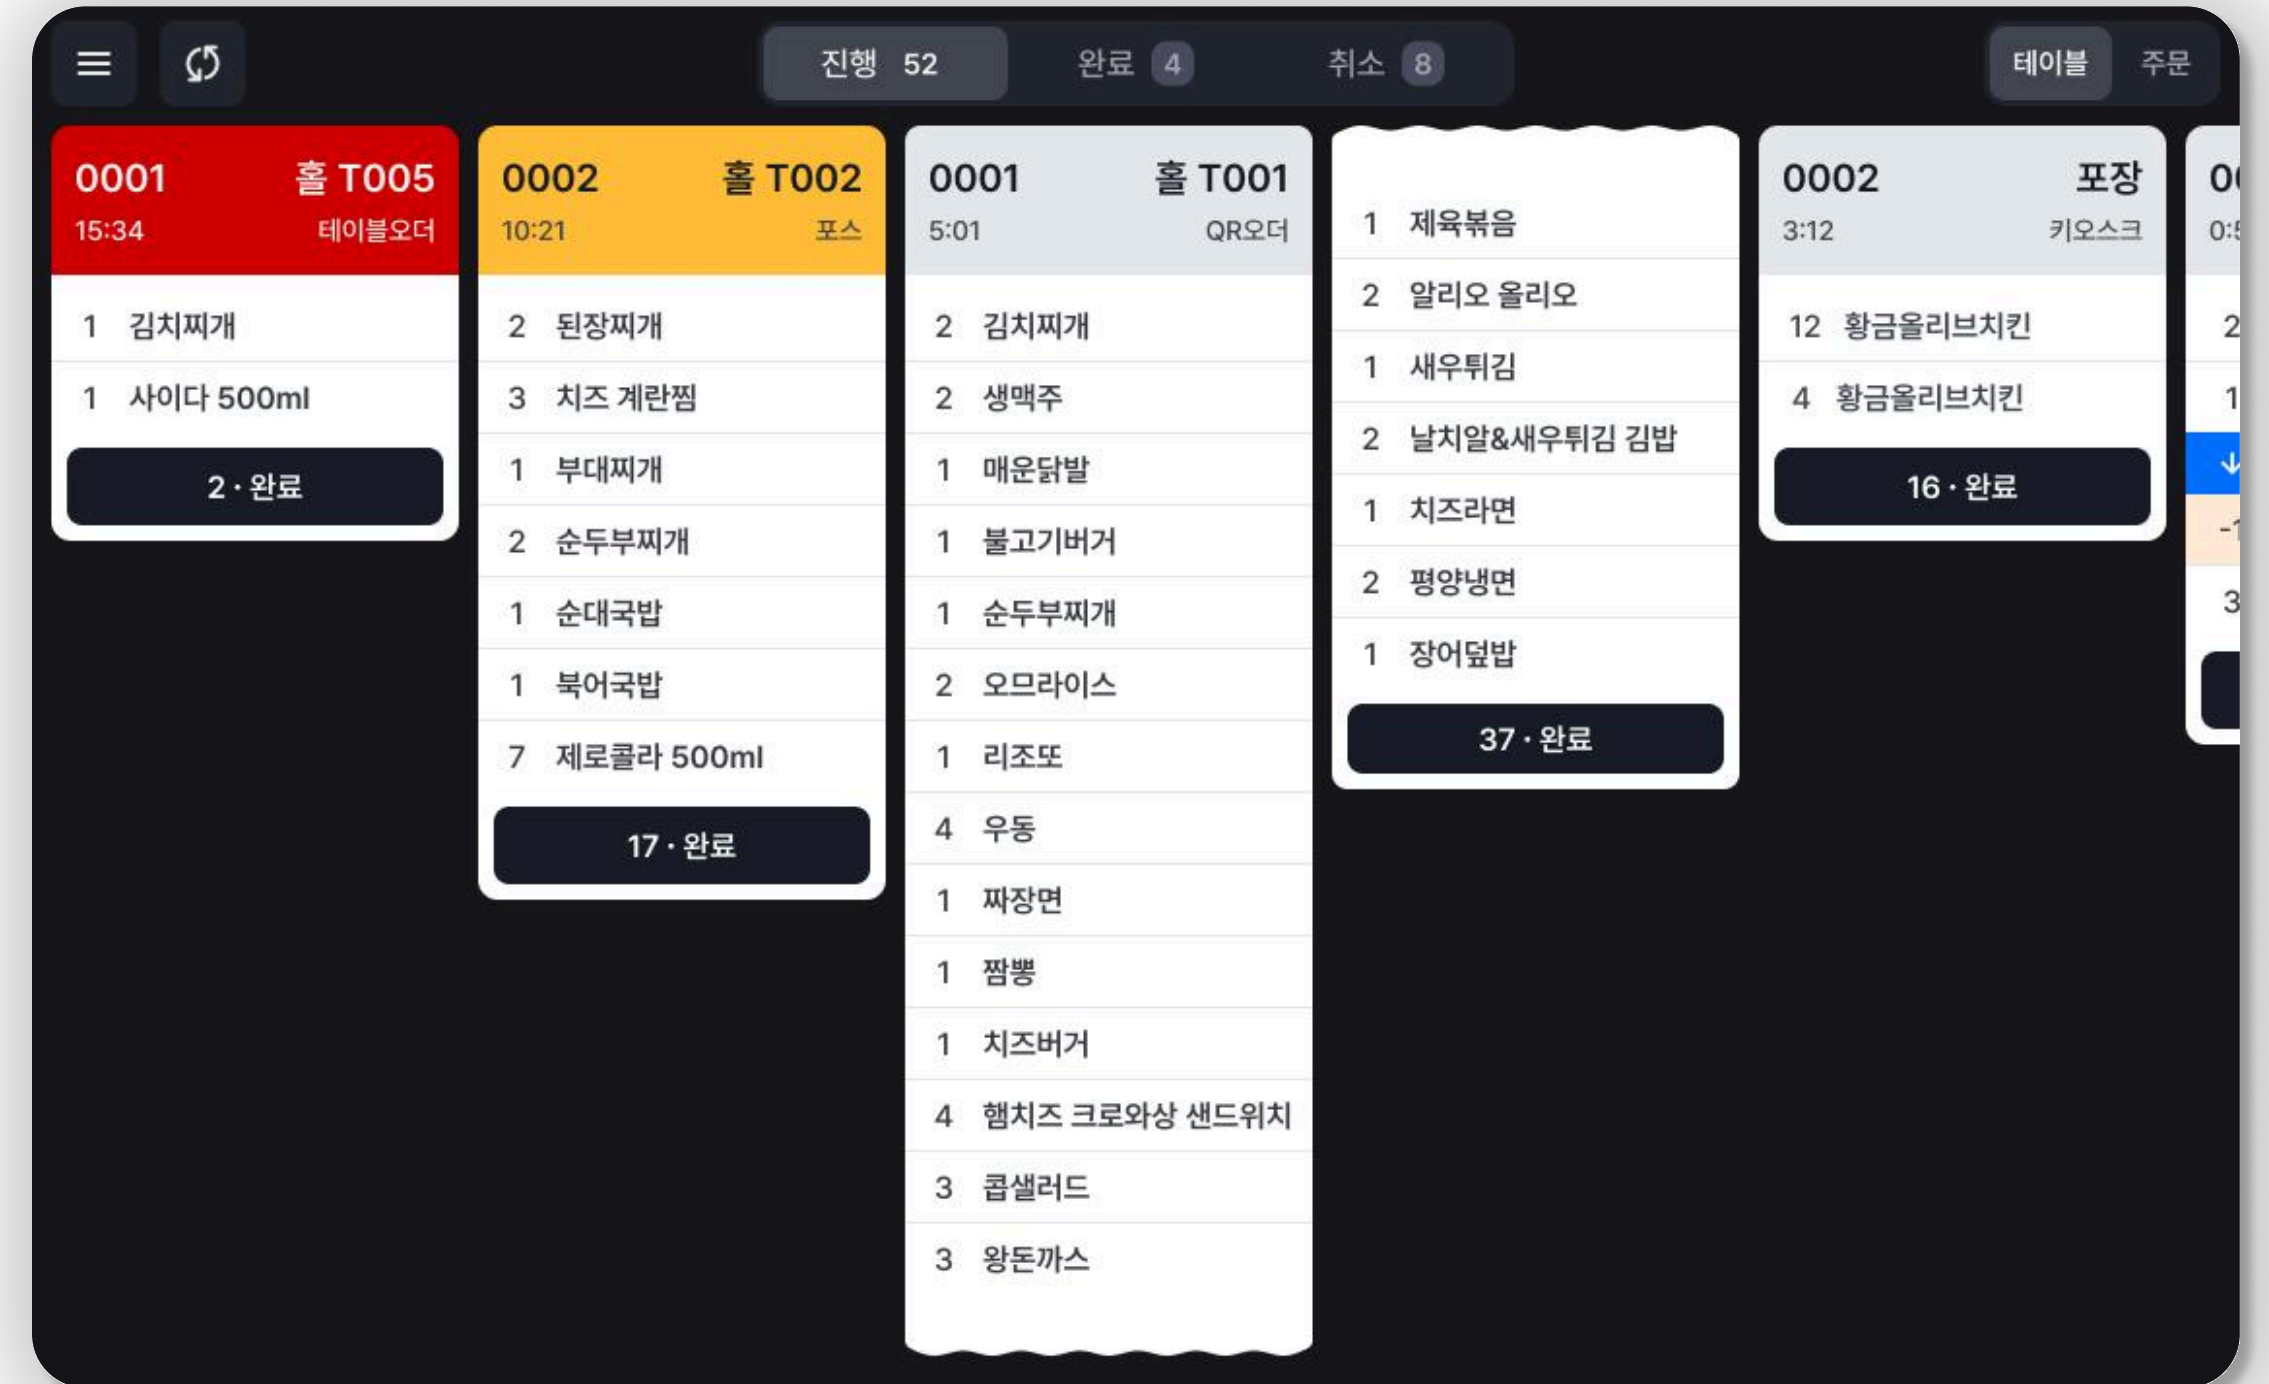 진행 52
완료 4
취소 8
테이블 주문
0001 홀 T005
15:34 테이블오더
1 김치찌개
1 사이다 500ml
2 · 완료
0002 홀 T002
10:21 포스
2 된장찌개
3 치즈 계란찜
1 부대찌개
2 순두부찌개
1 순대국밥
1 북어국밥
7 제로콜라 500ml
17 · 완료
0001 홀 T001
5:01 QR오더
2 김치찌개
2 생맥주
1 매운닭발
1 불고기버거
1 순두부찌개
2 오므라이스
1 리조또
4 우동
1 짜장면
1 짬뽕
1 치즈버거
4 햄치즈 크로와상 샌드위치
3 콥샐러드
3 왕돈까스
1 제육볶음
2 알리오 올리오
1 새우튀김
2 날치알&새우튀김 김밥
1 치즈라면
2 평양냉면
1 장어덮밥
37 · 완료
0002 포장
3:12 키오스크
12 황금올리브치킨
4 황금올리브치킨
16 · 완료
2
1
-1
3